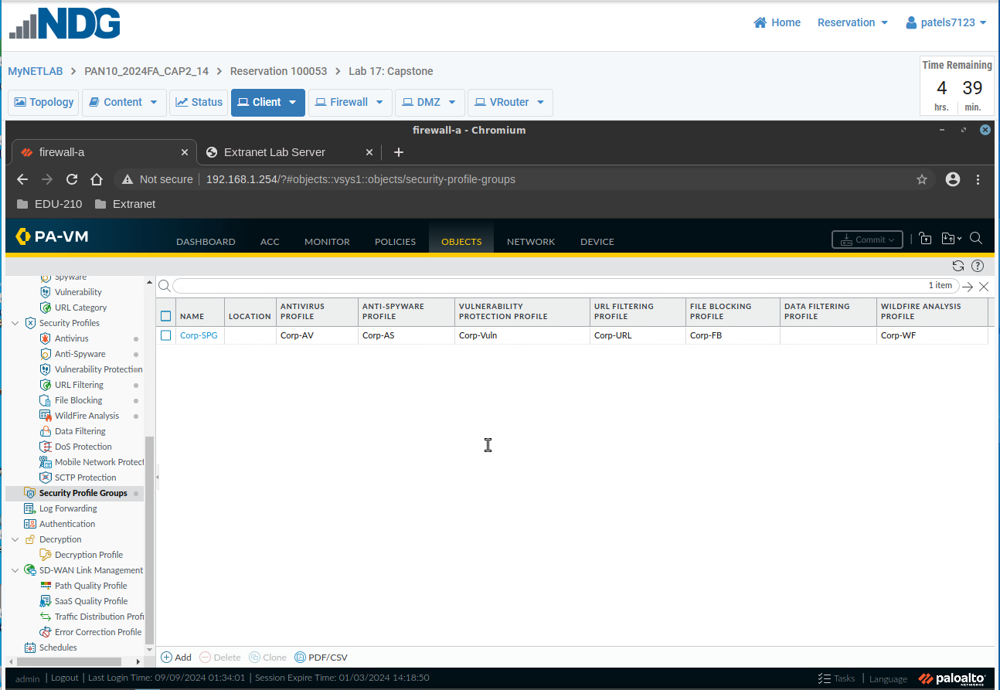 NDG
Home Reservation patels7123
MyNETLAB > PAN10_2024FA_CAP2_14 > Reservation 100053 > Lab 17: Capstone
Time Remaining
4 39
hrs. min.
Topology Content Status Client Firewall DMZ VRouter
firewall-a - Chromium
firewall-a Extranet Lab Server
Not secure 192.168.1.254/?#objects::vsys1::objects/security-profile-groups
EDU-210 Extranet
PA-VM DASHBOARD ACC MONITOR POLICIES OBJECTS NETWORK DEVICE Commit
Spyware
Vulnerability
URL Category
Security Profiles
Antivirus
Anti-Spyware
Vulnerability Protection
URL Filtering
File Blocking
WildFire Analysis
Data Filtering
DoS Protection
Mobile Network Protect
SCTP Protection
Security Profile Groups
Log Forwarding
Authentication
Decryption
Decryption Profile
SD-WAN Link Management
Path Quality Profile
SaaS Quality Profile
Traffic Distribution Profi
Error Correction Profile
Schedules
1 item
NAME LOCATION ANTIVIRUS PROFILE ANTI-SPYWARE PROFILE VULNERABILITY PROTECTION PROFILE URL FILTERING PROFILE FILE BLOCKING PROFILE DATA FILTERING PROFILE WILDFIRE ANALYSIS PROFILE
Corp-SPG Corp-AV Corp-AS Corp-Vuln Corp-URL Corp-FB Corp-WF
Add Delete Clone PDF/CSV
admin | Logout | Last Login Time: 09/09/2024 01:34:01 | Session Expire Time: 01/03/2024 14:18:50 Tasks | Language paloalto NETWORKS